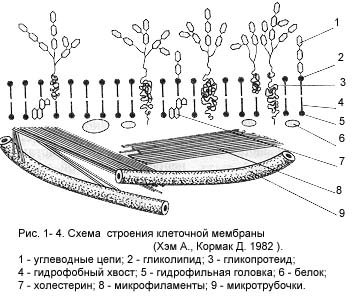 1
2
3
4
5
6
7
8
9
Рис. 1- 4. Схема строения клеточной мембраны
(Хэм А., Кормак Д. 1982 ).
1 - углеводные цепи; 2 - гликолипид; 3 - гликопротеид;
4 - гидрофобный хвост; 5 - гидрофильная головка; 6 - белок;
7 - холестерин; 8 - микрофиламенты; 9 - микротрубочки.